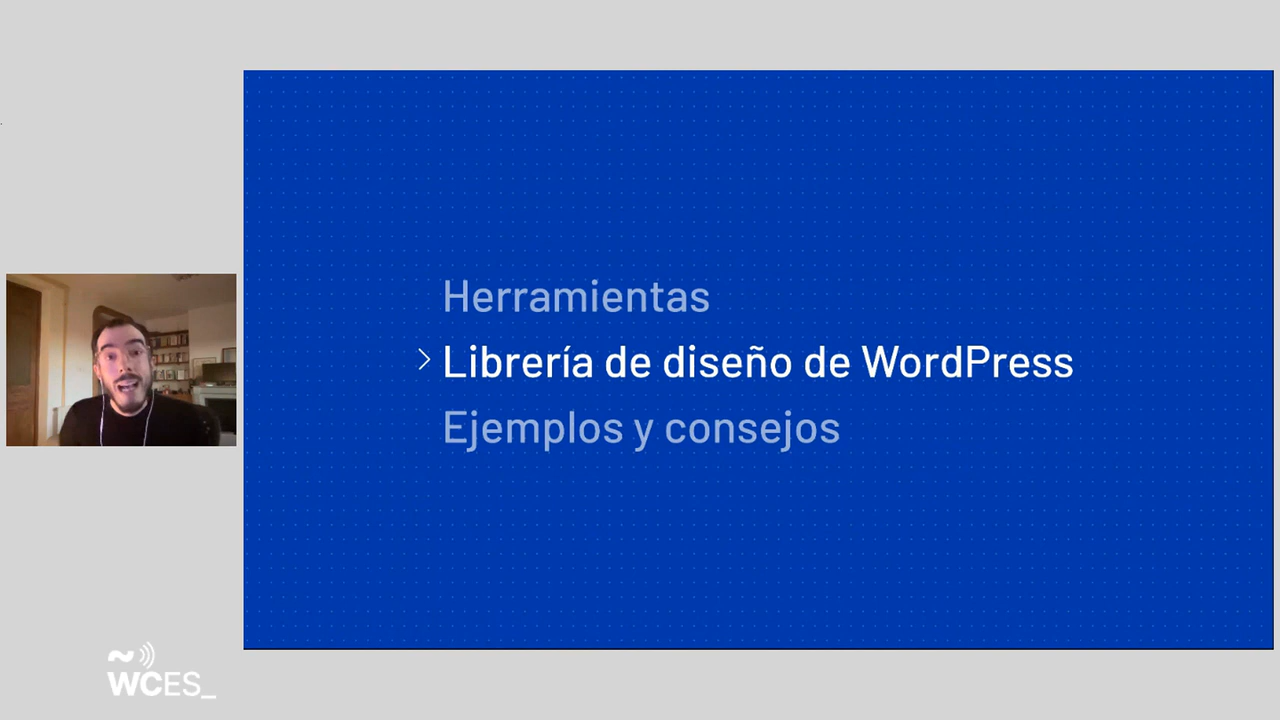 Herramientas
Librería de diseño de WordPress
Ejemplos y consejos
WCES_